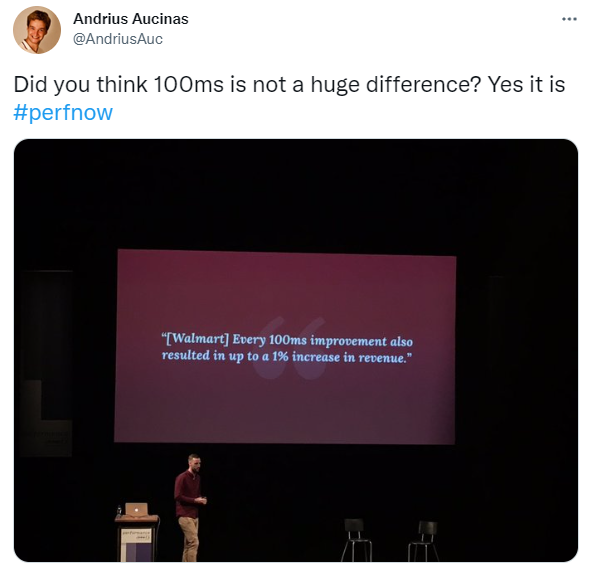 Andrius Aucinas
@AndriusAuc
Did you think 100ms is not a huge difference? Yes it is
#perfnow
“[Walmart] Every 100ms improvement also
resulted in up to a 1% increase in revenue.”